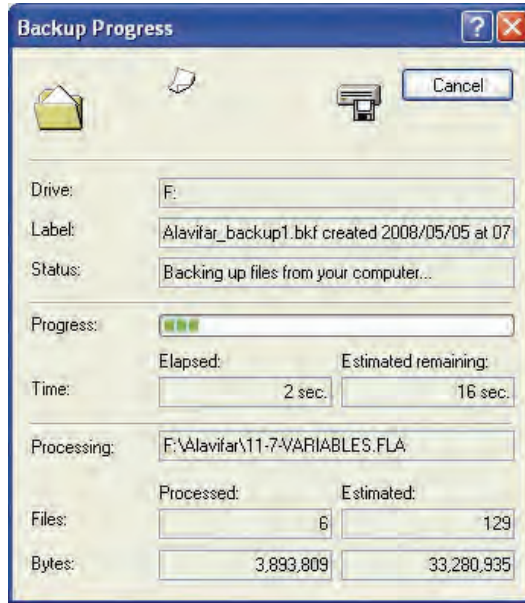 Backup Progress
Cancel
Drive: F:
Label: Alavifar_backup1.bkf created 2008/05/05 at 07
Status: Backing up files from your computer...
Progress:
Elapsed: Estimated remaining:
Time: 2 sec. 16 sec.
Processing: F:\Alavifar\11-7-VARIABLES.FLA
Processed: Estimated:
Files: 6 129
Bytes: 3,893,809 33,280,935